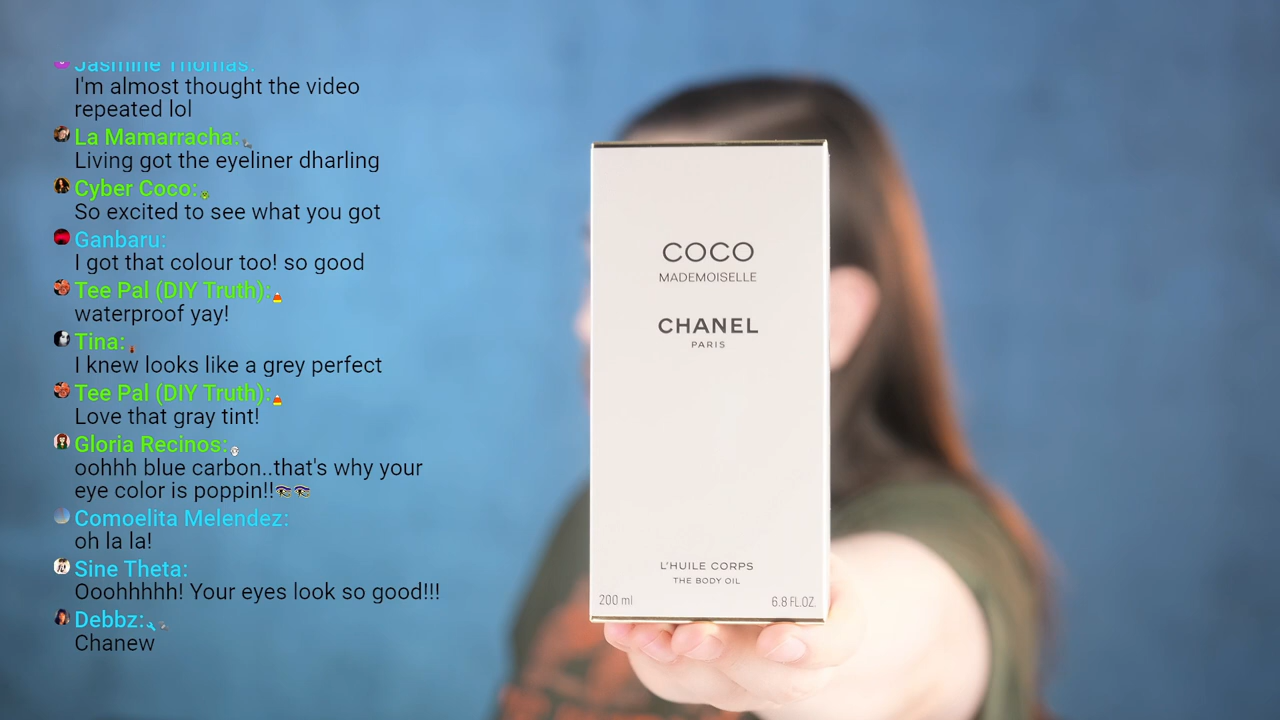 Jasmine Thomas:
I'm almost thought the video
repeated lol
La Mamarracha:
Living got the eyeliner dharling
Cyber Coco:
So excited to see what you got
Ganbaru:
I got that colour too! so good
Tee Pal (DIY Truth):
waterproof yay!
Tina:
I knew looks like a grey perfect
Tee Pal (DIY Truth):
Love that gray tint!
Gloria Recinos:
oohhh blue carbon..that's why your
eye color is poppin!!
Comoelita Melendez:
oh la la!
Sine Theta:
Ooohhhhh! Your eyes look so good!!!
Debbz:
Chanew
COCO
MADEMOISELLE
CHANEL
PARIS
L'HUILE CORPS
THE BODY OIL
200 ml 6.8 FL.OZ.